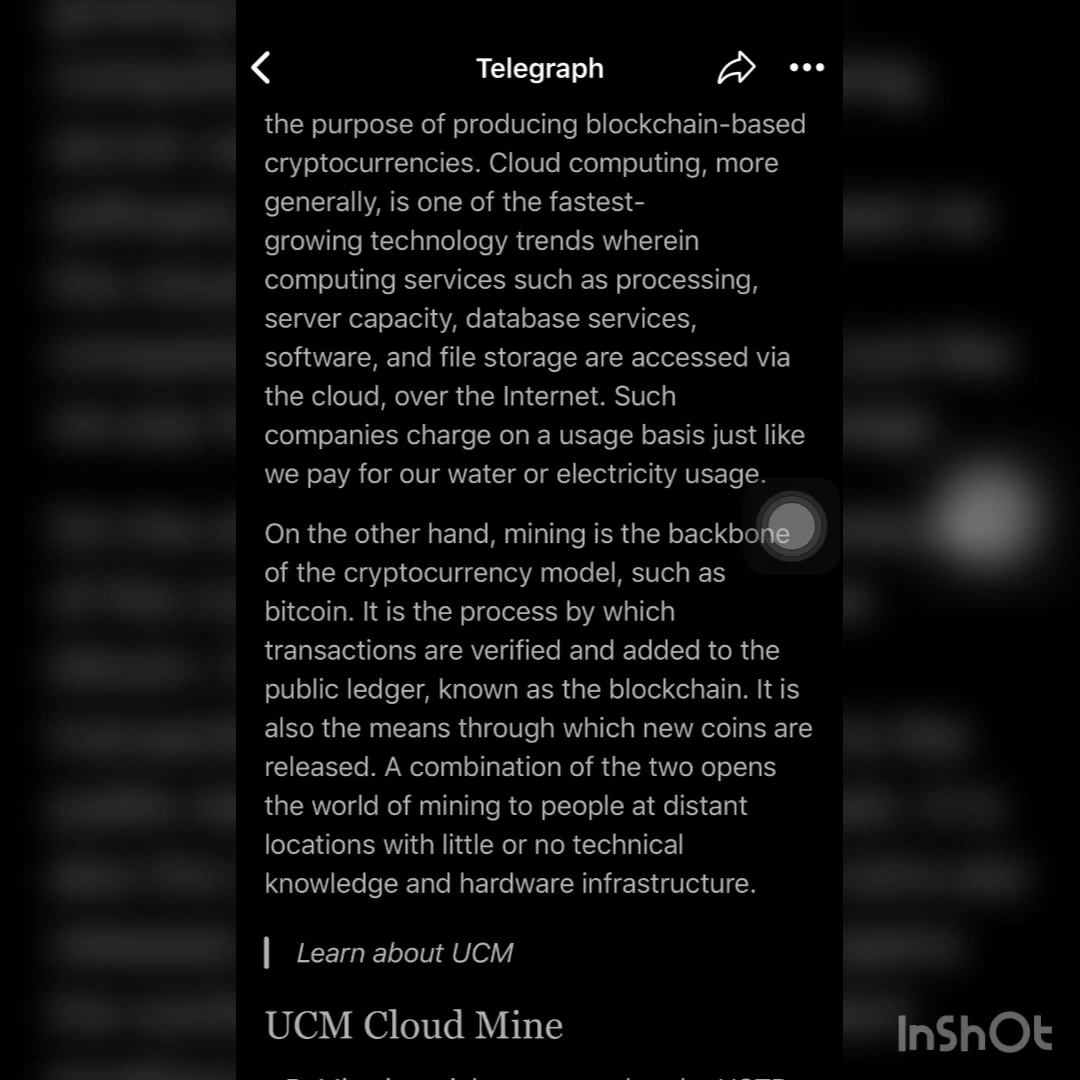 Telegraph
the purpose of producing blockchain-based
cryptocurrencies. Cloud computing, more
generally, is one of the fastest-
growing technology trends wherein
computing services such as processing,
server capacity, database services,
software, and file storage are accessed via
the cloud, over the Internet. Such
companies charge on a usage basis just like
we pay for our water or electricity usage.
On the other hand, mining is the backbone
of the cryptocurrency model, such as
bitcoin. It is the process by which
transactions are verified and added to the
public ledger, known as the blockchain. It is
also the means through which new coins are
released. A combination of the two opens
the world of mining to people at distant
locations with little or no technical
knowledge and hardware infrastructure.
Learn about UCM
UCM Cloud Mine
InShOt